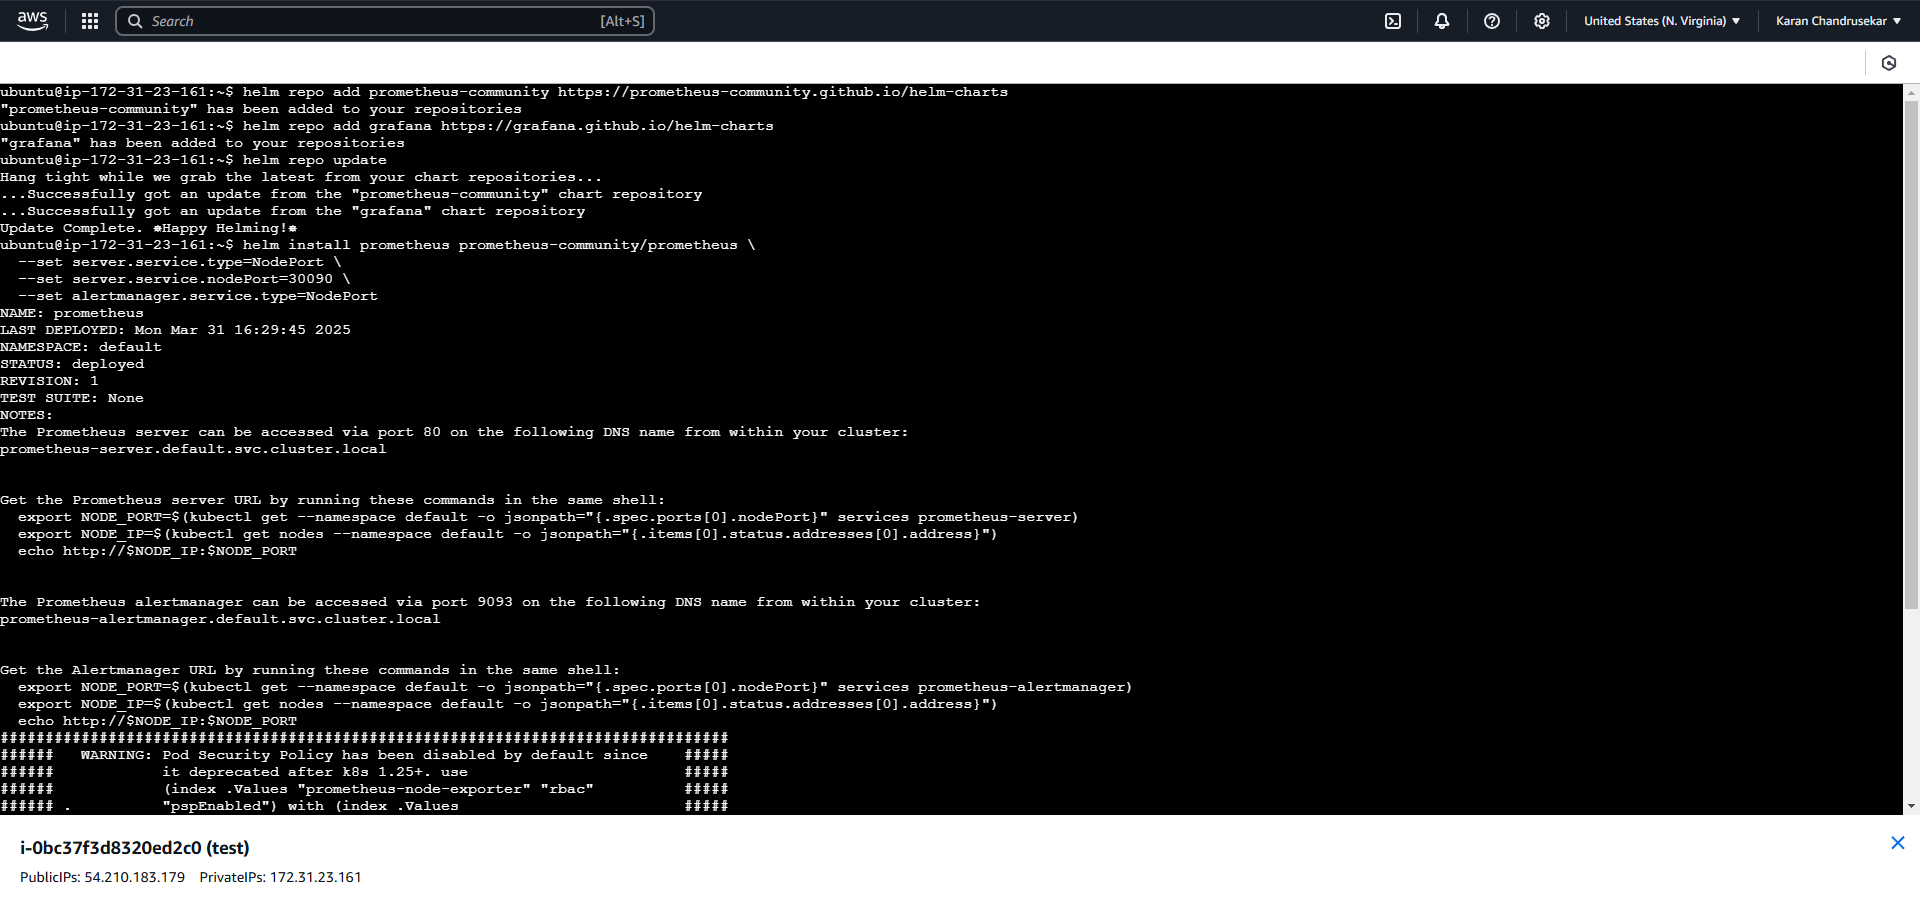 aws
Search [Alt+S]
United States (N. Virginia)
Karan Chandrusekar
ubuntu@ip-172-31-23-161:~$ helm repo add prometheus-community https://prometheus-community.github.io/helm-charts
"prometheus-community" has been added to your repositories
ubuntu@ip-172-31-23-161:~$ helm repo add grafana https://grafana.github.io/helm-charts
"grafana" has been added to your repositories
ubuntu@ip-172-31-23-161:~$ helm repo update
Hang tight while we grab the latest from your chart repositories...
...Successfully got an update from the "prometheus-community" chart repository
...Successfully got an update from the "grafana" chart repository
Update Complete. ⎈Happy Helming!⎈
ubuntu@ip-172-31-23-161:~$ helm install prometheus prometheus-community/prometheus \
  --set server.service.type=NodePort \
  --set server.service.nodePort=30090 \
  --set alertmanager.service.type=NodePort
NAME: prometheus
LAST DEPLOYED: Mon Mar 31 16:29:45 2025
NAMESPACE: default
STATUS: deployed
REVISION: 1
TEST SUITE: None
NOTES:
The Prometheus server can be accessed via port 80 on the following DNS name from within your cluster:
prometheus-server.default.svc.cluster.local
Get the Prometheus server URL by running these commands in the same shell:
  export NODE_PORT=$(kubectl get --namespace default -o jsonpath="{.spec.ports[0].nodePort}" services prometheus-server)
  export NODE_IP=$(kubectl get nodes --namespace default -o jsonpath="{.items[0].status.addresses[0].address}")
  echo http://$NODE_IP:$NODE_PORT
The Prometheus alertmanager can be accessed via port 9093 on the following DNS name from within your cluster:
prometheus-alertmanager.default.svc.cluster.local
Get the Alertmanager URL by running these commands in the same shell:
  export NODE_PORT=$(kubectl get --namespace default -o jsonpath="{.spec.ports[0].nodePort}" services prometheus-alertmanager)
  export NODE_IP=$(kubectl get nodes --namespace default -o jsonpath="{.items[0].status.addresses[0].address}")
  echo http://$NODE_IP:$NODE_PORT
#################################################################################
######   WARNING: Pod Security Policy has been disabled by default since    #####
######            it deprecated after k8s 1.25+. use                        #####
######            (index .Values "prometheus-node-exporter" "rbac"          #####
###### .          "pspEnabled") with (index .Values                         #####
i-0bc37f3d8320ed2c0 (test)
PublicIPs: 54.210.183.179 PrivateIPs: 172.31.23.161